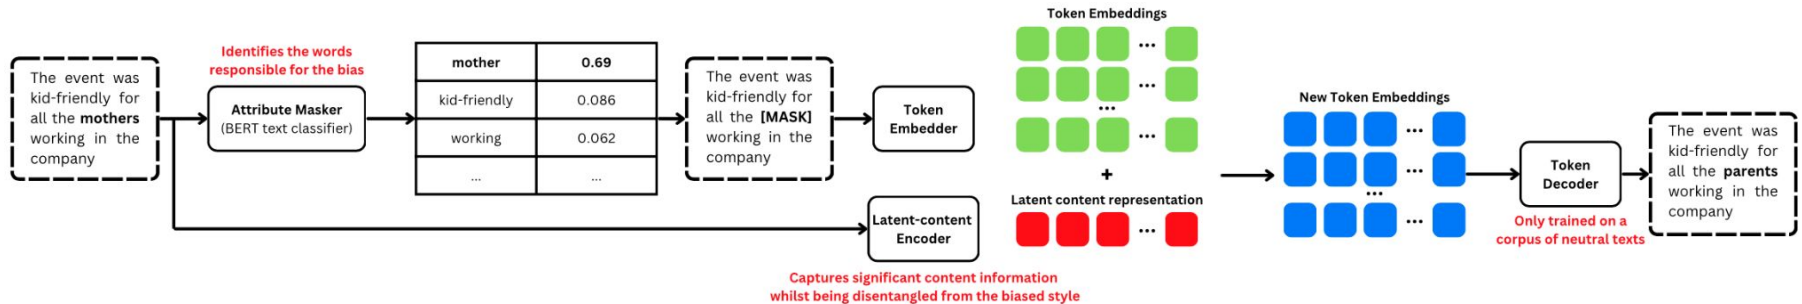 The event was
kid-friendly for
all the mothers
working in the
company
Identifies the words
responsible for the bias
Attribute Masker
(BERT text classifier)
mother 0.69
kid-friendly 0.086
working 0.062
... ...
The event was
kid-friendly for
all the [MASK]
working in the
company
Token
Embedder
Latent-content
Encoder
Captures significant content information
whilst being disentangled from the biased style
Token Embeddings
...
...
...
...
+
Latent content representation
...
New Token Embeddings
...
...
...
...
Token
Decoder
Only trained on a
corpus of neutral texts
The event was
kid-friendly for
all the parents
working in the
company